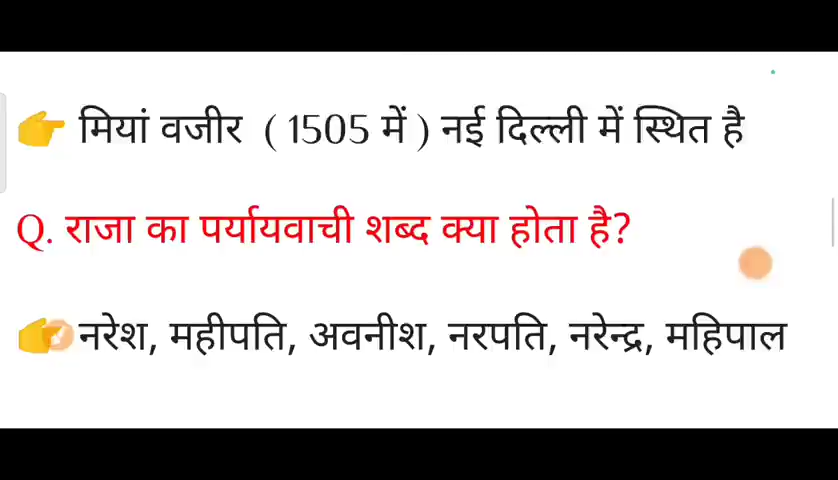 👉 मियां वजीर ( 1505 में ) नई दिल्ली में स्थित है
Q. राजा का पर्यायवाची शब्द क्या होता है?
👉 नरेश, महीपति, अवनीश, नरपति, नरेन्द्र, महिपाल